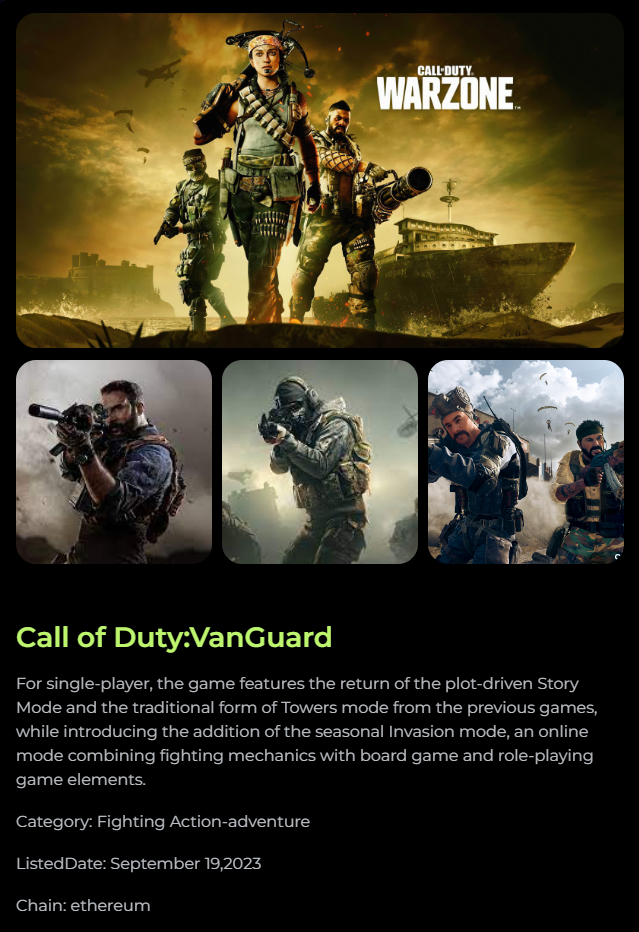 CALL OF DUTY
WARZONE™
Call of Duty:VanGuard
For single-player, the game features the return of the plot-driven Story
Mode and the traditional form of Towers mode from the previous games,
while introducing the addition of the seasonal Invasion mode, an online
mode combining fighting mechanics with board game and role-playing
game elements.
Category: Fighting Action-adventure
ListedDate: September 19,2023
Chain: ethereum